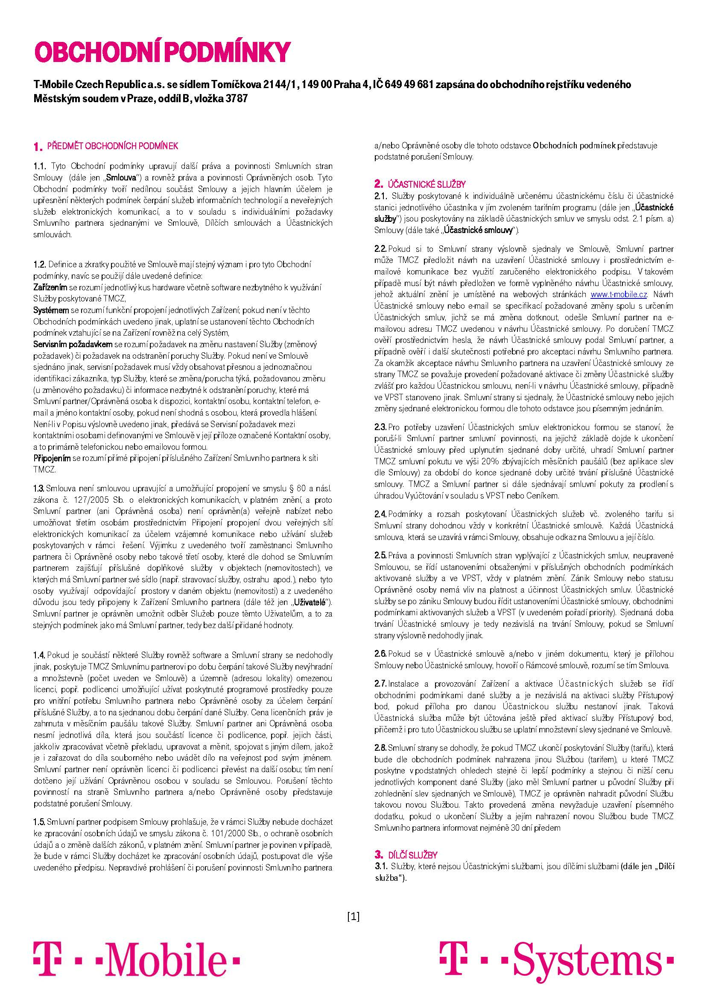 OBCHODNÍ PODMÍNKY
T-Mobile Czech Republic a.s. se sídlem Tomíčkova 2144/1, 149 00 Praha 4, IČ 649 49 681 zapsána do obchodního rejstříku vedeného
Městským soudem v Praze, oddíl B, vložka 3787
1. PŘEDMĚT OBCHODNÍCH PODMÍNEK
1.1. Tyto Obchodní podmínky upravují další práva a povinnosti Smluvních stran
Smlouvy (dále jen „Smlouva“) a rovněž práva a povinnosti Oprávněných osob. Tyto
Obchodní podmínky tvoří nedílnou součást Smlouvy a jejich hlavním účelem je
upřesnění některých podmínek čerpání služeb informačních technologií a neveřejných
služeb elektronických komunikací, a to v souladu s individuálními požadavky
Smluvního partnera sjednanými ve Smlouvě, Dílčích smlouvách a Účastnických
smlouvách.
1.2. Definice a zkratky použité ve Smlouvě mají stejný význam i pro tyto Obchodní
podmínky, navíc se použijí dále uvedené definice:
Zařízením se rozumí jednotlivý kus hardware včetně software nezbytného k využívání
Služby poskytované TMCZ,
Systémem se rozumí funkční propojení jednotlivých Zařízení; pokud není v těchto
Obchodních podmínkách uvedeno jinak, uplatní se ustanovení těchto Obchodních
podmínek vztahující se na Zařízení rovněž na celý Systém,
Servisním požadavkem se rozumí požadavek na změnu nastavení Služby (změnový
požadavek) či požadavek na odstranění poruchy Služby. Pokud není ve Smlouvě
sjednáno jinak, servisní požadavek musí vždy obsahovat přesnou a jednoznačnou
identifikaci zákazníka, typ Služby, které se změna/porucha týká, požadovanou změnu
(u změnového požadavku) či informace nezbytné k odstranění poruchy, které má
Smluvní partner/Oprávněná osoba k dispozici, kontaktní osobu, kontaktní telefon, e-
mail a jméno kontaktní osoby, pokud není shodná s osobou, která provedla hlášení.
Není-li v Popisu výslovně uvedeno jinak, předává se Servisní požadavek mezi
kontaktními osobami definovanými ve Smlouvě v její příloze označené Kontaktní osoby,
a to primárně telefonickou nebo emailovou formou.
Připojením se rozumí přímé připojení příslušného Zařízení Smluvního partnera k síti
TMCZ.
1.3. Smlouva není smlouvou upravující a umožňující propojení ve smyslu § 80 a násl.
zákona č. 127/2005 Sb. o elektronických komunikacích, v platném znění, a proto
Smluvní partner (ani Oprávněná osoba) není oprávněn(a) veřejně nabízet nebo
umožňovat třetím osobám prostřednictvím Připojení propojení dvou veřejných sítí
elektronických komunikací za účelem vzájemné komunikace nebo užívání služeb
poskytovaných v rámci řešení. Výjimku z uvedeného tvoří zaměstnanci Smluvního
partnera či Oprávněné osoby nebo takové třetí osoby, které dle dohod se Smluvním
partnerem zajišťují příslušné doplňkové služby v objektech (nemovitostech), ve
kterých má Smluvní partner své sídlo (např. stravovací služby, ostrahu apod.), nebo tyto
osoby využívají odpovídající prostory v daném objektu (nemovitosti) a z uvedeného
důvodu jsou tedy připojeny k Zařízení Smluvního partnera (dále též jen „Uživatelé“).
Smluvní partner je oprávněn umožnit odběr Služeb pouze těmto Uživatelům, a to za
stejných podmínek jako má Smluvní partner, tedy bez další přidané hodnoty.
1.4. Pokud je součástí některé Služby rovněž software a Smluvní strany se nedohodly
jinak, poskytuje TMCZ Smluvnímu partnerovi po dobu čerpání takové Služby nevýhradní
a množstevně (počet uveden ve Smlouvě) a územně (adresou lokality) omezenou
licenci, popř. podlicenci umožňující užívat poskytnuté programové prostředky pouze
pro vnitřní potřebu Smluvního partnera nebo Oprávněné osoby za účelem čerpání
příslušné Služby, a to na sjednanou dobu čerpání dané Služby. Cena licenčních práv je
zahrnuta v měsíčním paušálu takové Služby. Smluvní partner ani Oprávněná osoba
nesmí jednotlivá díla, která jsou součástí licence či podlicence, popř. jejich části,
jakkoliv zpracovávat včetně překladu, upravovat a měnit, spojovat s jiným dílem, jakož
je i zařazovat do díla souborného nebo uvádět dílo na veřejnost pod svým jménem.
Smluvní partner není oprávněn licenci či podlicenci převést na další osobu; tím není
dotčeno její užívání Oprávněnou osobou v souladu se Smlouvou. Porušení těchto
povinností na straně Smluvního partnera a/nebo Oprávněné osoby představuje
podstatné porušení Smlouvy.
1.5. Smluvní partner podpisem Smlouvy prohlašuje, že v rámci Služby nebude docházet
ke zpracování osobních údajů ve smyslu zákona č. 101/2000 Sb., o ochraně osobních
údajů a o změně dalších zákonů, v platném znění. Smluvní partner je povinen v případě,
že bude v rámci Služby docházet ke zpracování osobních údajů, postupovat dle výše
uvedeného předpisu. Nepravdivé prohlášení či porušení povinnosti Smluvního partnera
a/nebo Oprávněné osoby dle tohoto odstavce Obchodních podmínek představuje
podstatné porušení Smlouvy.
2. ÚČASTNICKÉ SLUŽBY
2.1. Služby poskytované k individuálně určenému účastnickému číslu či účastnické
stanici jednotlivého účastníka v jím zvoleném tarifním programu (dále jen „Účastnické
služby“) jsou poskytovány na základě účastnických smluv ve smyslu odst. 2.1 písm. a)
Smlouvy (dále také „Účastnické smlouvy“).
2.2. Pokud si to Smluvní strany výslovně sjednaly ve Smlouvě, Smluvní partner
může TMCZ předložit návrh na uzavření Účastnické smlouvy i prostřednictvím e-
mailové komunikace bez využití zaručeného elektronického podpisu. V takovém
případě musí být návrh předložen ve formě vyplněného návrhu Účastnické smlouvy,
jehož aktuální znění je umístěné na webových stránkách www.t-mobile.cz. Návrh
Účastnické smlouvy nebo e-mail se specifikací požadované změny spolu s určením
Účastnických smluv, jichž se má změna dotknout, odešle Smluvní partner na e-
mailovou adresu TMCZ uvedenou v návrhu Účastnické smlouvy. Po doručení TMCZ
ověří prostřednictvím hesla, že návrh Účastnické smlouvy podal Smluvní partner, a
případně ověří i další skutečnosti potřebné pro akceptaci návrhu Smluvního partnera.
Za okamžik akceptace návrhu Smluvního partnera na uzavření Účastnické smlouvy ze
strany TMCZ se považuje provedení požadované aktivace či změny Účastnické služby
zvlášť pro každou Účastnickou smlouvu, není-li v návrhu Účastnické smlouvy, případně
ve VPST stanoveno jinak. Smluvní strany si sjednaly, že Účastnické smlouvy nebo jejich
změny sjednané elektronickou formou dle tohoto odstavce jsou písemným jednáním.
2.3. Pro potřeby uzavření Účastnických smluv elektronickou formou se stanoví, že
poruší-li Smluvní partner smluvní povinnosti, na jejichž základě dojde k ukončení
Účastnické smlouvy před uplynutím sjednané doby určité, uhradí Smluvní partner
TMCZ smluvní pokutu ve výši 20% zbývajících měsíčních paušálů (bez aplikace slev
dle Smlouvy) za období do konce sjednané doby určité trvání příslušné Účastnické
smlouvy. TMCZ a Smluvní partner si dále sjednávají smluvní pokuty za prodlení s
úhradou Vyúčtování v souladu s VPST nebo Ceníkem.
2.4. Podmínky a rozsah poskytovaní Účastnických služeb vč. zvoleného tarifu si
Smluvní strany dohodnou vždy v konkrétní Účastnické smlouvě. Každá Účastnická
smlouva, která se uzavírá v rámci Smlouvy, obsahuje odkaz na Smlouvu a její číslo.
2.5. Práva a povinnosti Smluvních stran vyplývající z Účastnických smluv, neupravené
Smlouvou, se řídí ustanoveními obsaženými v příslušných obchodních podmínkách
aktivované služby a ve VPST, vždy v platném znění. Zánik Smlouvy nebo statusu
Oprávněné osoby nemá vliv na platnost a účinnost Účastnických smluv. Účastnické
služby se po zániku Smlouvy budou řídit ustanoveními Účastnické smlouvy, obchodními
podmínkami aktivovaných služeb a VPST (v uvedeném pořadí priority). Sjednaná doba
trvání Účastnické smlouvy je tedy nezávislá na trvání Smlouvy, pokud se Smluvní
strany výslovně nedohodly jinak.
2.6. Pokud se v Účastnické smlouvě a/nebo v jiném dokumentu, který je přílohou
Smlouvy nebo Účastnické smlouvy, hovoří o Rámcové smlouvě, rozumí se tím Smlouva.
2.7. Instalace a provozování Zařízení a aktivace Účastnických služeb se řídí
obchodními podmínkami dané služby a je nezávislá na aktivaci služby Přístupový
bod, pokud příloha pro danou Účastnickou službu nestanoví jinak. Taková
Účastnická služba může být účtována ještě před aktivací služby Přístupový bod,
přičemž i pro tuto Účastnickou službu se uplatní množstevní slevy sjednané ve Smlouvě.
2.8. Smluvní strany se dohodly, že pokud TMCZ ukončí poskytování Služby (tarifu), která
bude dle obchodních podmínek nahrazena jinou Službou (tarifem), u které TMCZ
poskytne v podstatných ohledech stejné či lepší podmínky a stejnou či nižší cenu
jednotlivých komponent dané Služby (jako měl Smluvní partner u původní Služby při
zohlednění slev sjednaných ve Smlouvě), TMCZ je oprávněn nahradit původní Službu
takovou novou Službou. Takto provedená změna nevyžaduje uzavření písemného
dodatku, pokud o ukončení Služby a jejím nahrazení novou Službou bude TMCZ
Smluvního partnera informovat nejméně 30 dní předem
3. DÍLČÍ SLUŽBY
3.1. Služby, které nejsou Účastnickými službami, jsou dílčími službami (dále jen „Dílčí
služba“).
[1]
T · ·Mobile·
T · ·Systems·